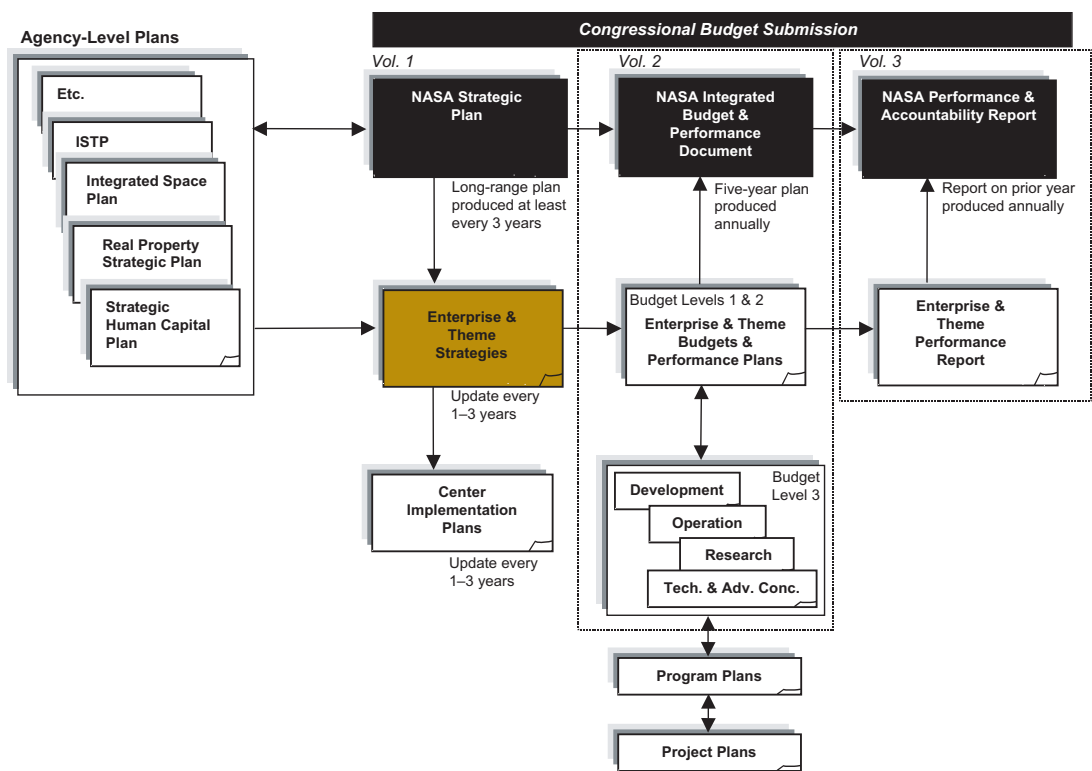 Congressional Budget Submission
Agency-Level Plans
Etc.
ISTP
Integrated Space
Plan
Real Property
Strategic Plan
Strategic
Human Capital
Plan
Vol. 1
NASA Strategic
Plan
Long-range plan
produced at least
every 3 years
Enterprise &
Theme
Strategies
Update every
1–3 years
Center
Implementation
Plans
Update every
1–3 years
Vol. 2
NASA Integrated
Budget &
Performance
Document
Five-year plan
produced
annually
Budget Levels 1 & 2
Enterprise & Theme
Budgets &
Performance Plans
Budget
Level 3
Development
Operation
Research
Tech. & Adv. Conc.
Program Plans
Project Plans
Vol. 3
NASA Performance &
Accountability Report
Report on prior year
produced annually
Enterprise &
Theme
Performance
Report